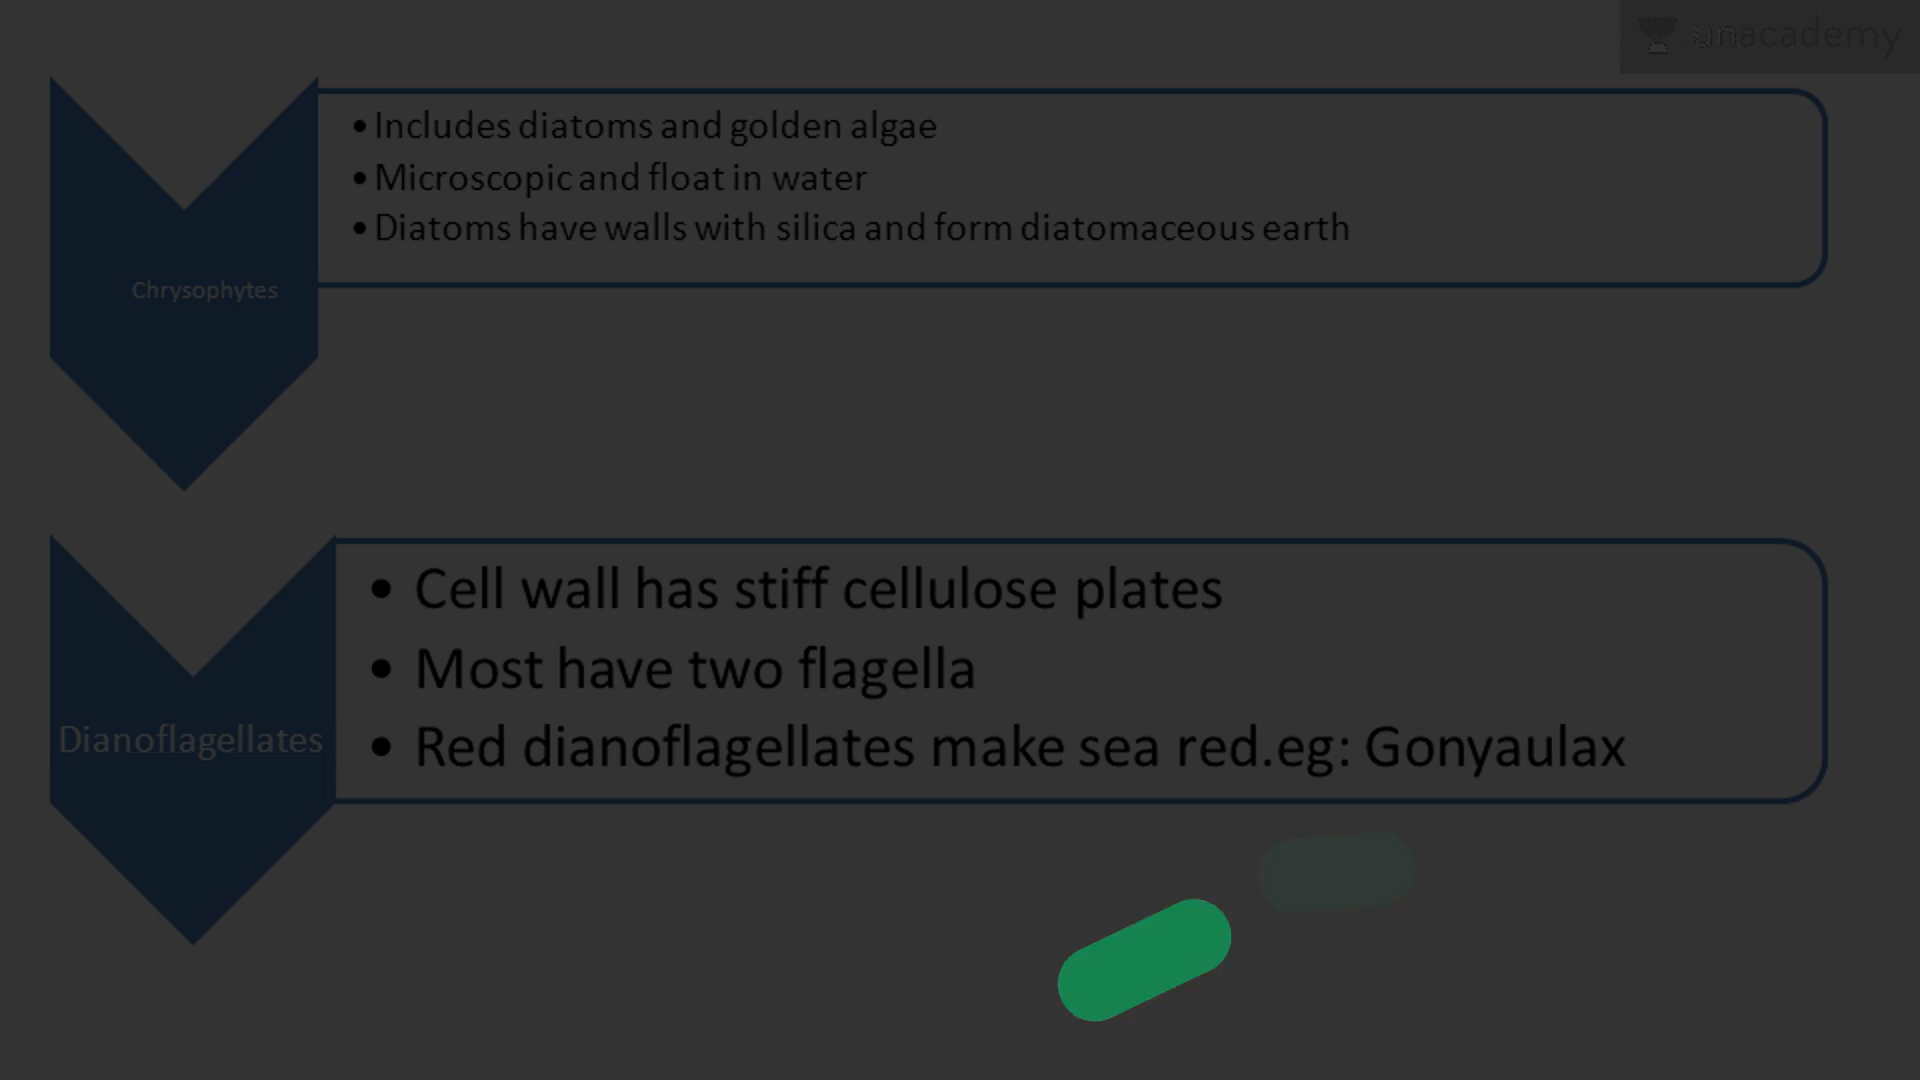 unacademy
• Includes diatoms and golden algae
• Microscopic and float in water
• Diatoms have walls with silica and form diatomaceous earth
Chrysophytes
• Cell wall has stiff cellulose plates
• Most have two flagella
• Red dianoflagellates make sea red.eg: Gonyaulax
Dianoflagellates